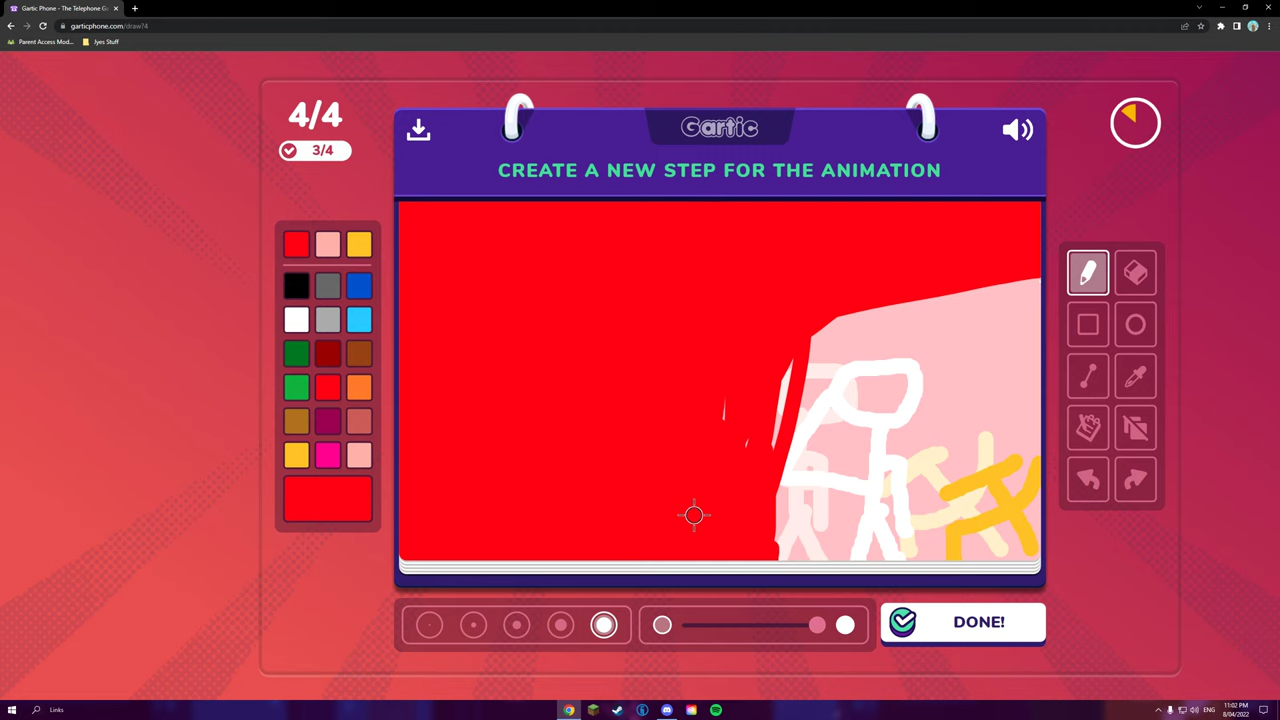 Gartic Phone - The Telephone G
garticphone.com/draw?4
Parent Access Mod...
Jyes Stuff
4/4
3/4
Gartic
CREATE A NEW STEP FOR THE ANIMATION
DONE!
Links
ENG
11:02 PM
8/04/2022